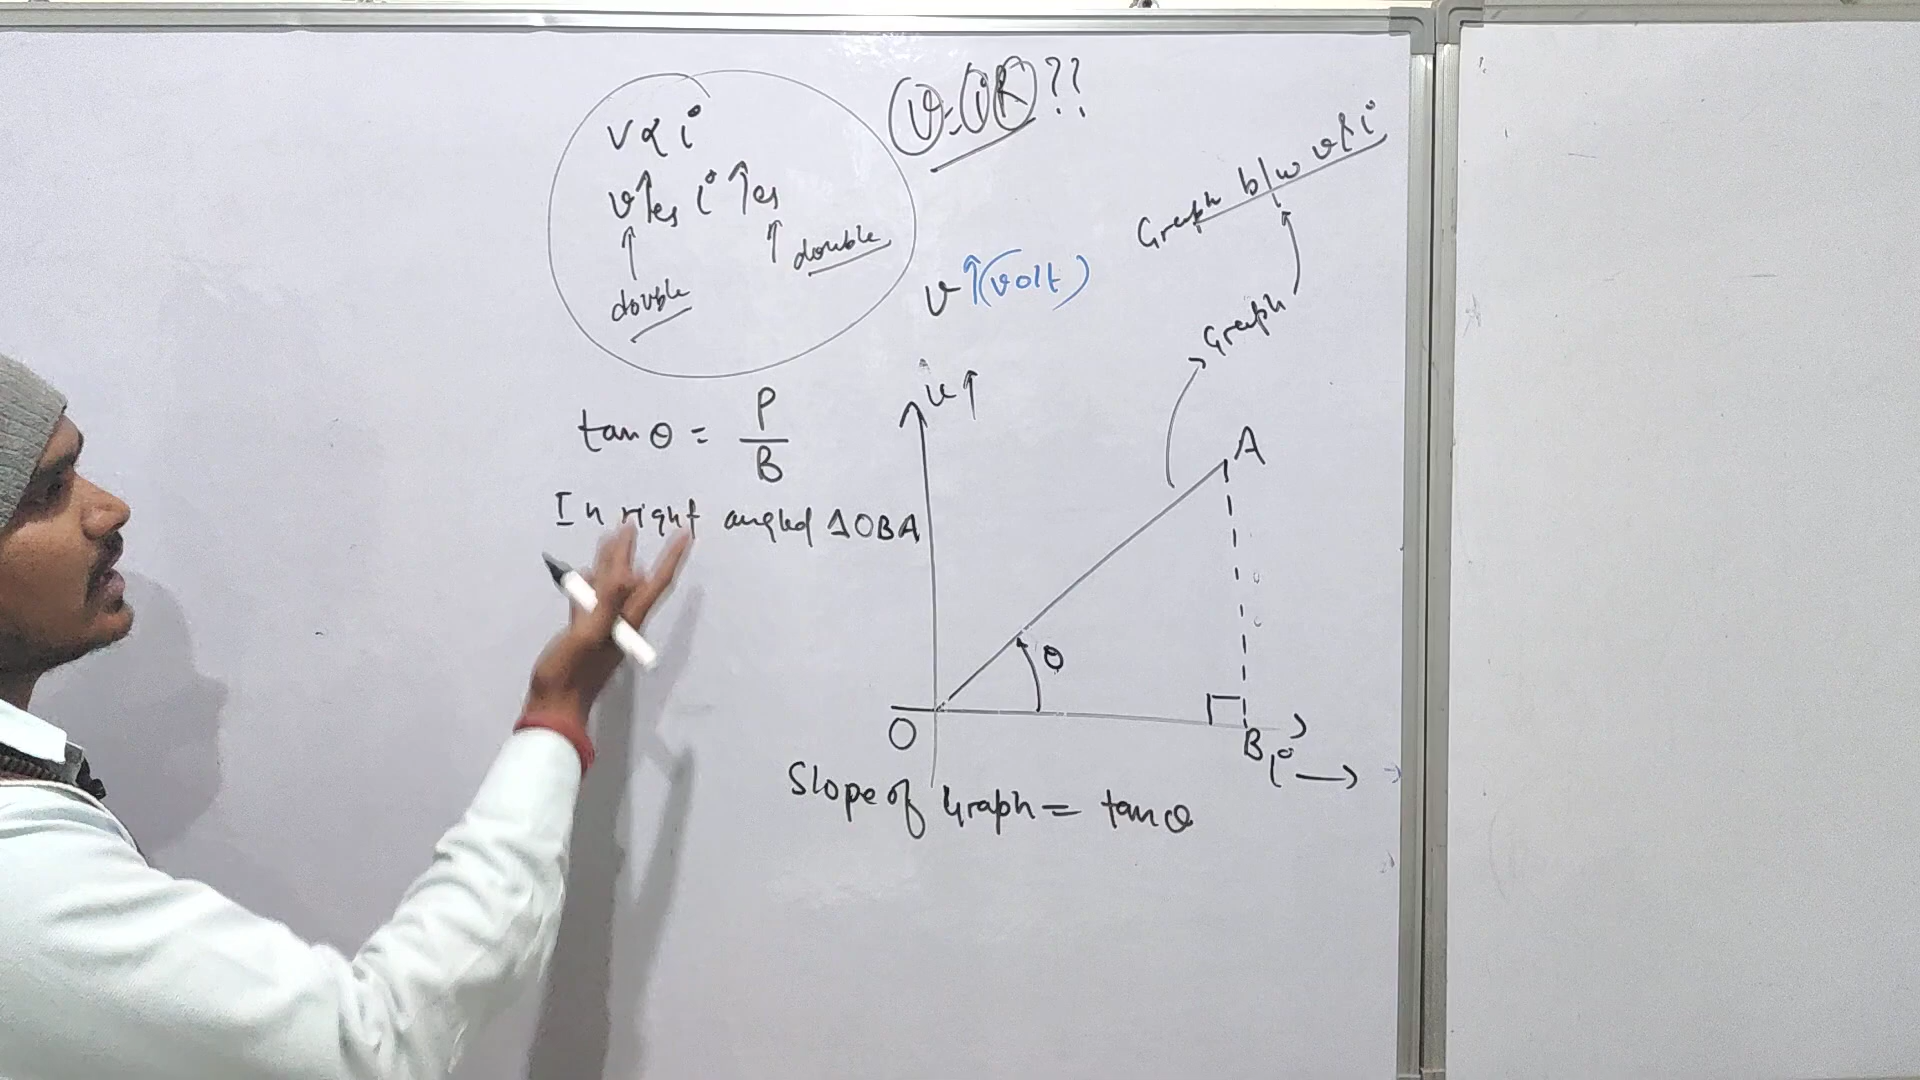 V ∝ i
v↑es i ↑es
double
double
v = iR ??
Graph b/w v & i
v↑ (volt)
Graph
v↑
tan θ = P/B
In right angled ΔOBA
A
θ
O
B
i →
Slope of Graph = tan θ